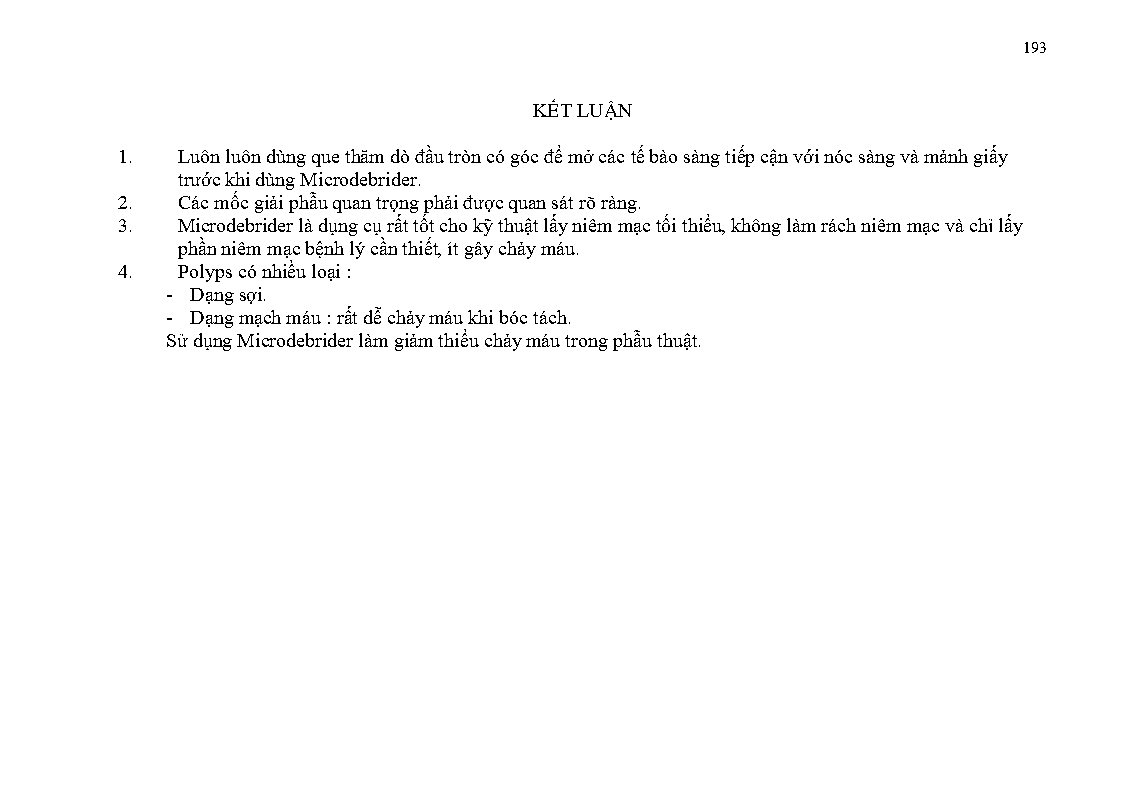 193
KẾT LUẬN
1. Luôn luôn dùng que thăm dò đầu tròn có góc để mở các tế bào sàng tiếp cận với nóc sàng và mảnh giấy
trước khi dùng Microdebrider.
2. Các mốc giải phẫu quan trọng phải được quan sát rõ ràng.
3. Microdebrider là dụng cụ rất tốt cho kỹ thuật lấy niêm mạc tối thiểu, không làm rách niêm mạc và chỉ lấy
phần niêm mạc bệnh lý cần thiết, ít gây chảy máu.
4. Polyps có nhiều loại :
- Dạng sợi.
- Dạng mạch máu : rất dễ chảy máu khi bóc tách.
Sử dụng Microdebrider làm giảm thiểu chảy máu trong phẫu thuật.